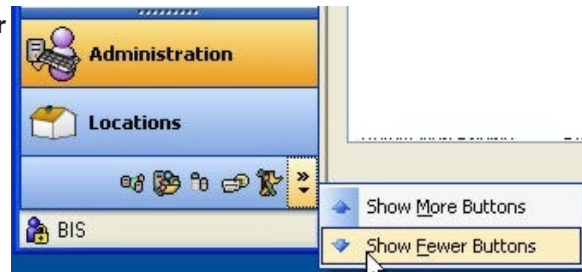 r
Administration
Locations
BIS
Show More Buttons
Show Fewer Buttons